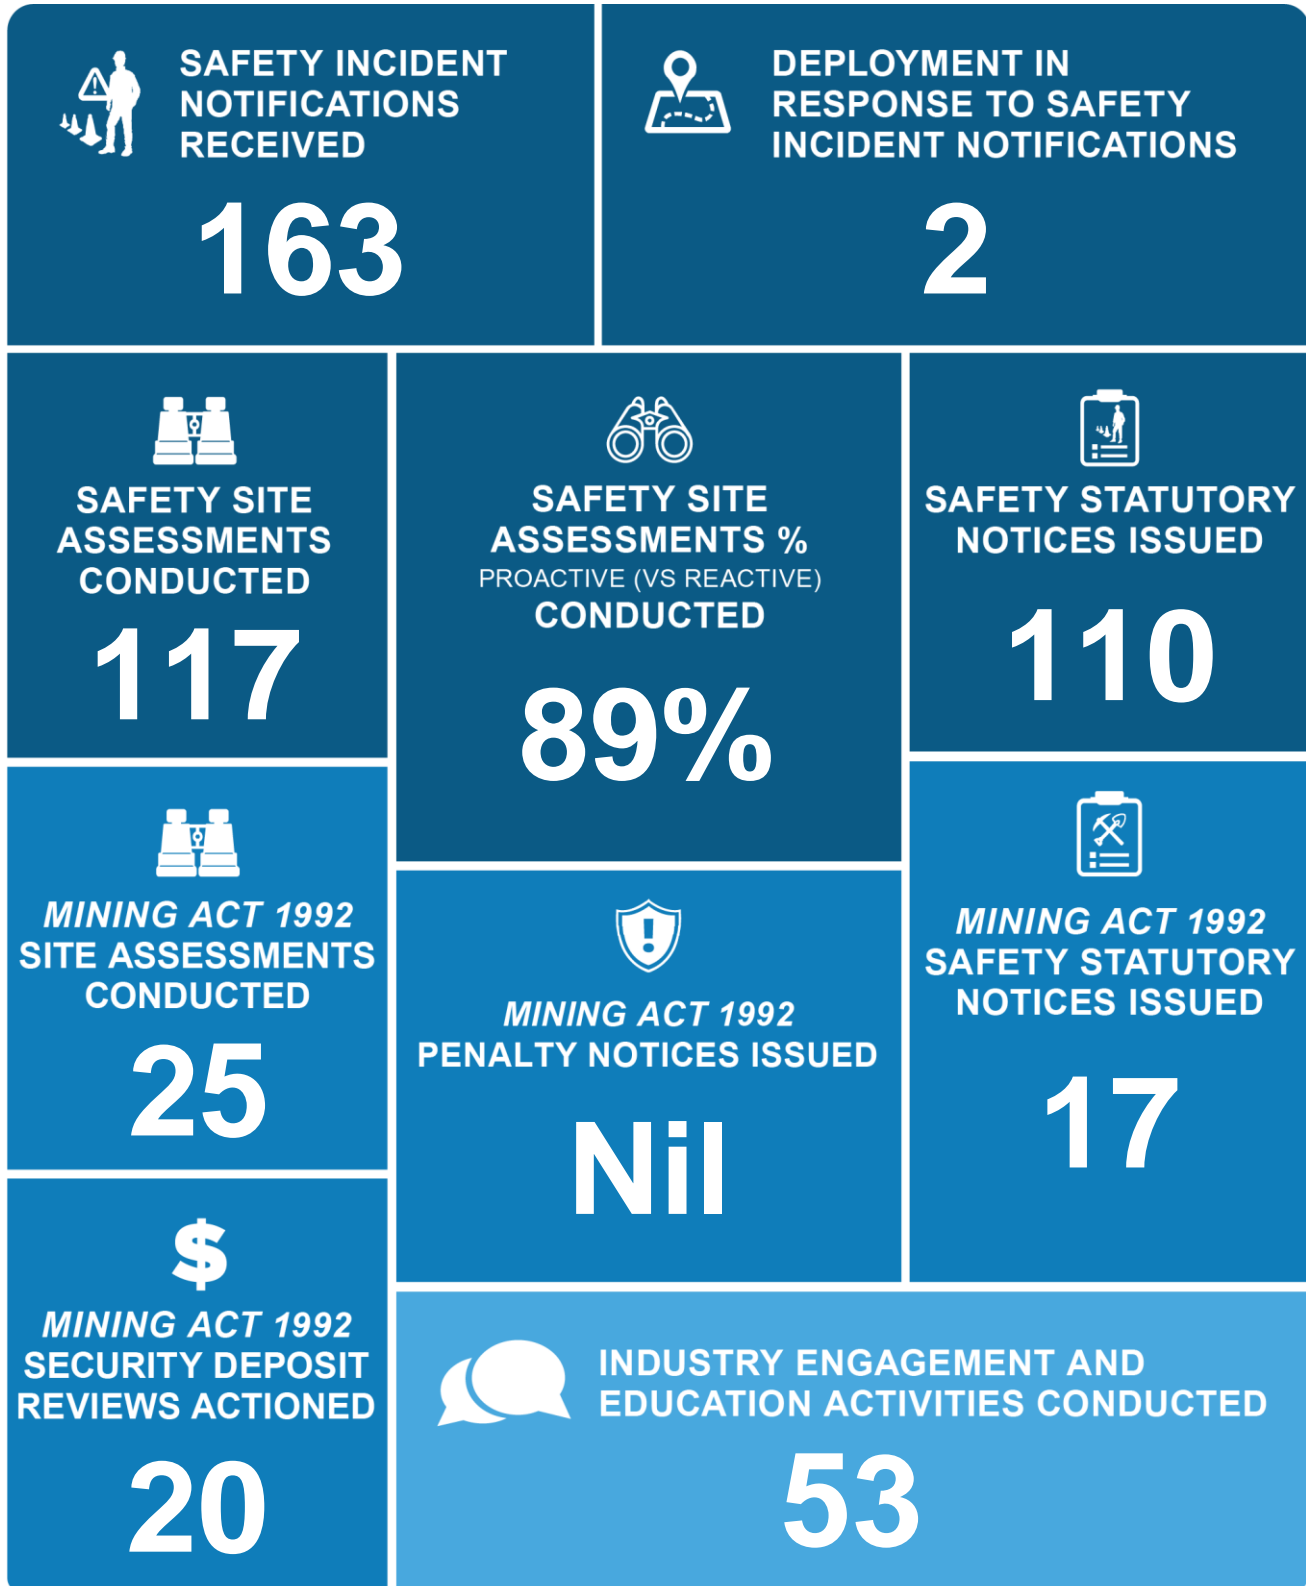 SAFETY INCIDENT
NOTIFICATIONS
RECEIVED
163
DEPLOYMENT IN
RESPONSE TO SAFETY
INCIDENT NOTIFICATIONS
2
SAFETY SITE
ASSESSMENTS
CONDUCTED
117
SAFETY SITE
ASSESSMENTS %
PROACTIVE (VS REACTIVE)
CONDUCTED
89%
SAFETY STATUTORY
NOTICES ISSUED
110
MINING ACT 1992
SITE ASSESSMENTS
CONDUCTED
25
MINING ACT 1992
PENALTY NOTICES ISSUED
Nil
MINING ACT 1992
SAFETY STATUTORY
NOTICES ISSUED
17
$
MINING ACT 1992
SECURITY DEPOSIT
REVIEWS ACTIONED
20
INDUSTRY ENGAGEMENT AND
EDUCATION ACTIVITIES CONDUCTED
53